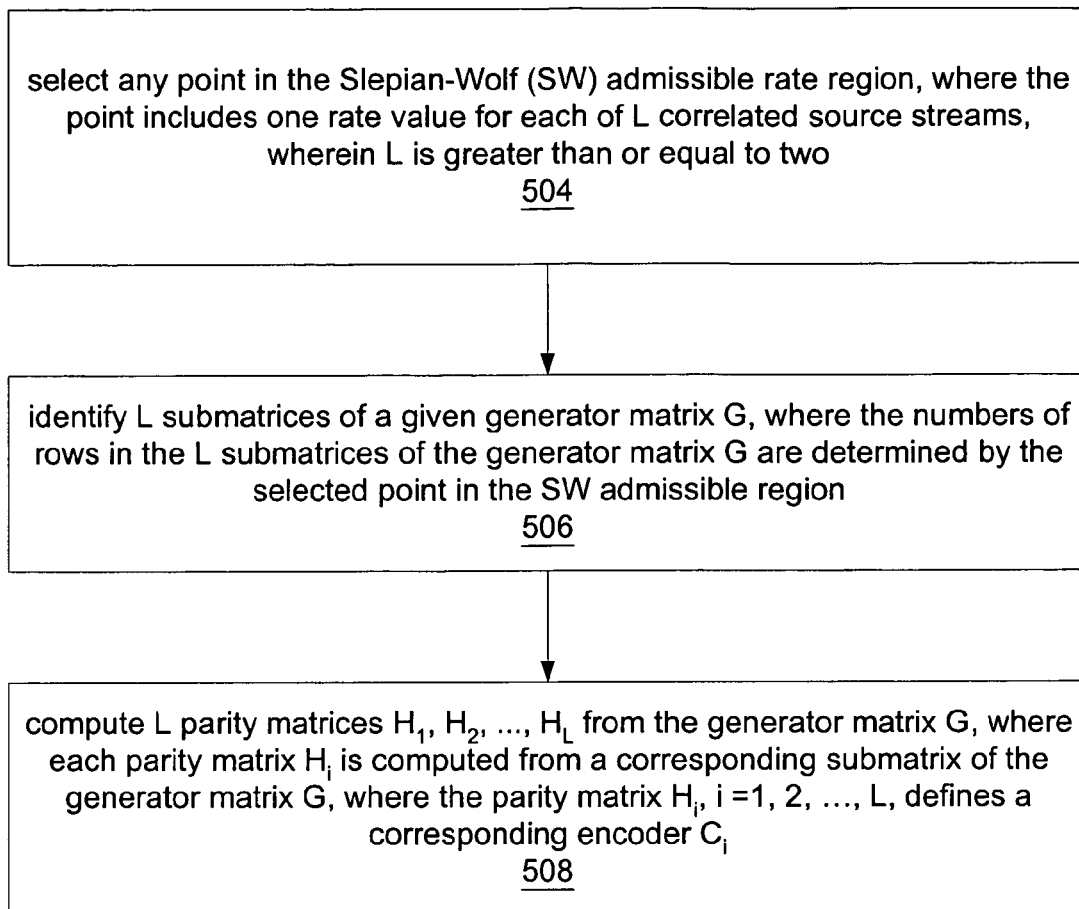 select any point in the Slepian-Wolf (SW) admissible rate region, where the
point includes one rate value for each of L correlated source streams,
wherein L is greater than or equal to two
504
identify L submatrices of a given generator matrix G, where the numbers of
rows in the L submatrices of the generator matrix G are determined by the
selected point in the SW admissible region
506
compute L parity matrices H₁, H₂, ..., H_L from the generator matrix G, where
each parity matrix Hᵢ is computed from a corresponding submatrix of the
generator matrix G, where the parity matrix Hᵢ, i =1, 2, ..., L, defines a
corresponding encoder Cᵢ
508